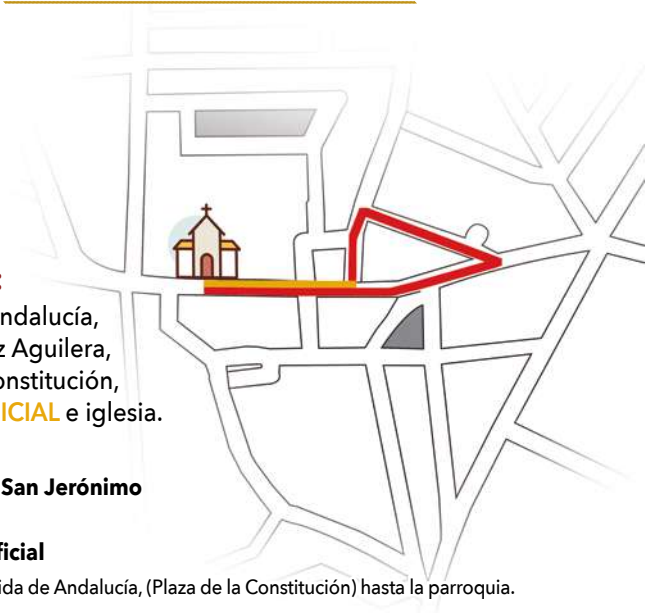 :
ndalucía,
z Aguilera,
onstitución,
ICIAL e iglesia.
San Jerónimo
ficial
ida de Andalucía, (Plaza de la Constitución) hasta la parroquia.